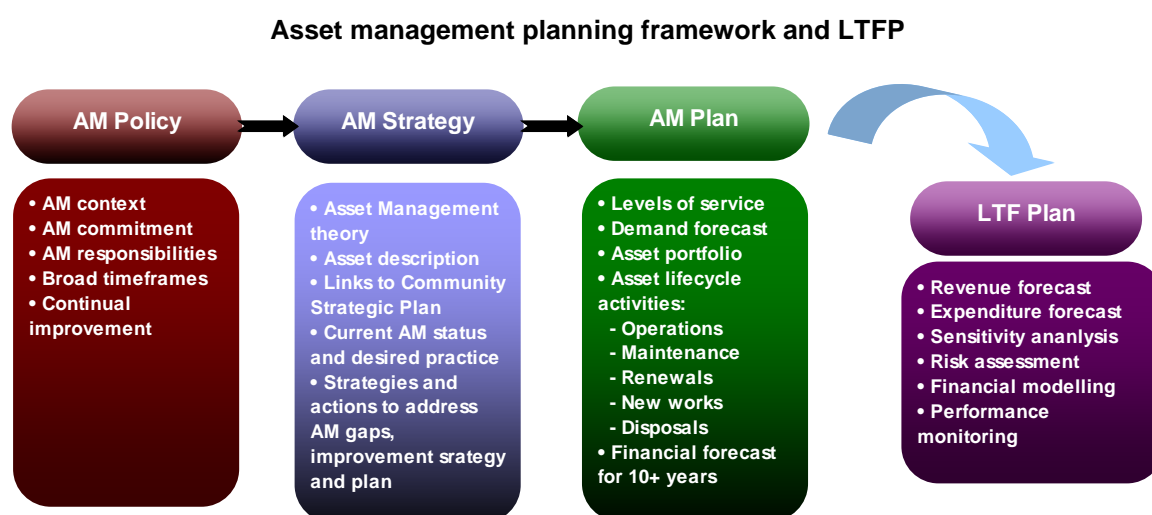 Asset management planning framework and LTFP
AM Policy
• AM context
• AM commitment
• AM responsibilities
• Broad timeframes
• Continual
improvement
AM Strategy
• Asset Management
theory
• Asset description
• Links to Community
Strategic Plan
• Current AM status
and desired practice
• Strategies and
actions to address
AM gaps,
improvement srategy
and plan
AM Plan
• Levels of service
• Demand forecast
• Asset portfolio
• Asset lifecycle
activities:
- Operations
- Maintenance
- Renewals
- New works
- Disposals
• Financial forecast
for 10+ years
LTF Plan
• Revenue forecast
• Expenditure forecast
• Sensitivity ananlysis
• Risk assessment
• Financial modelling
• Performance
monitoring